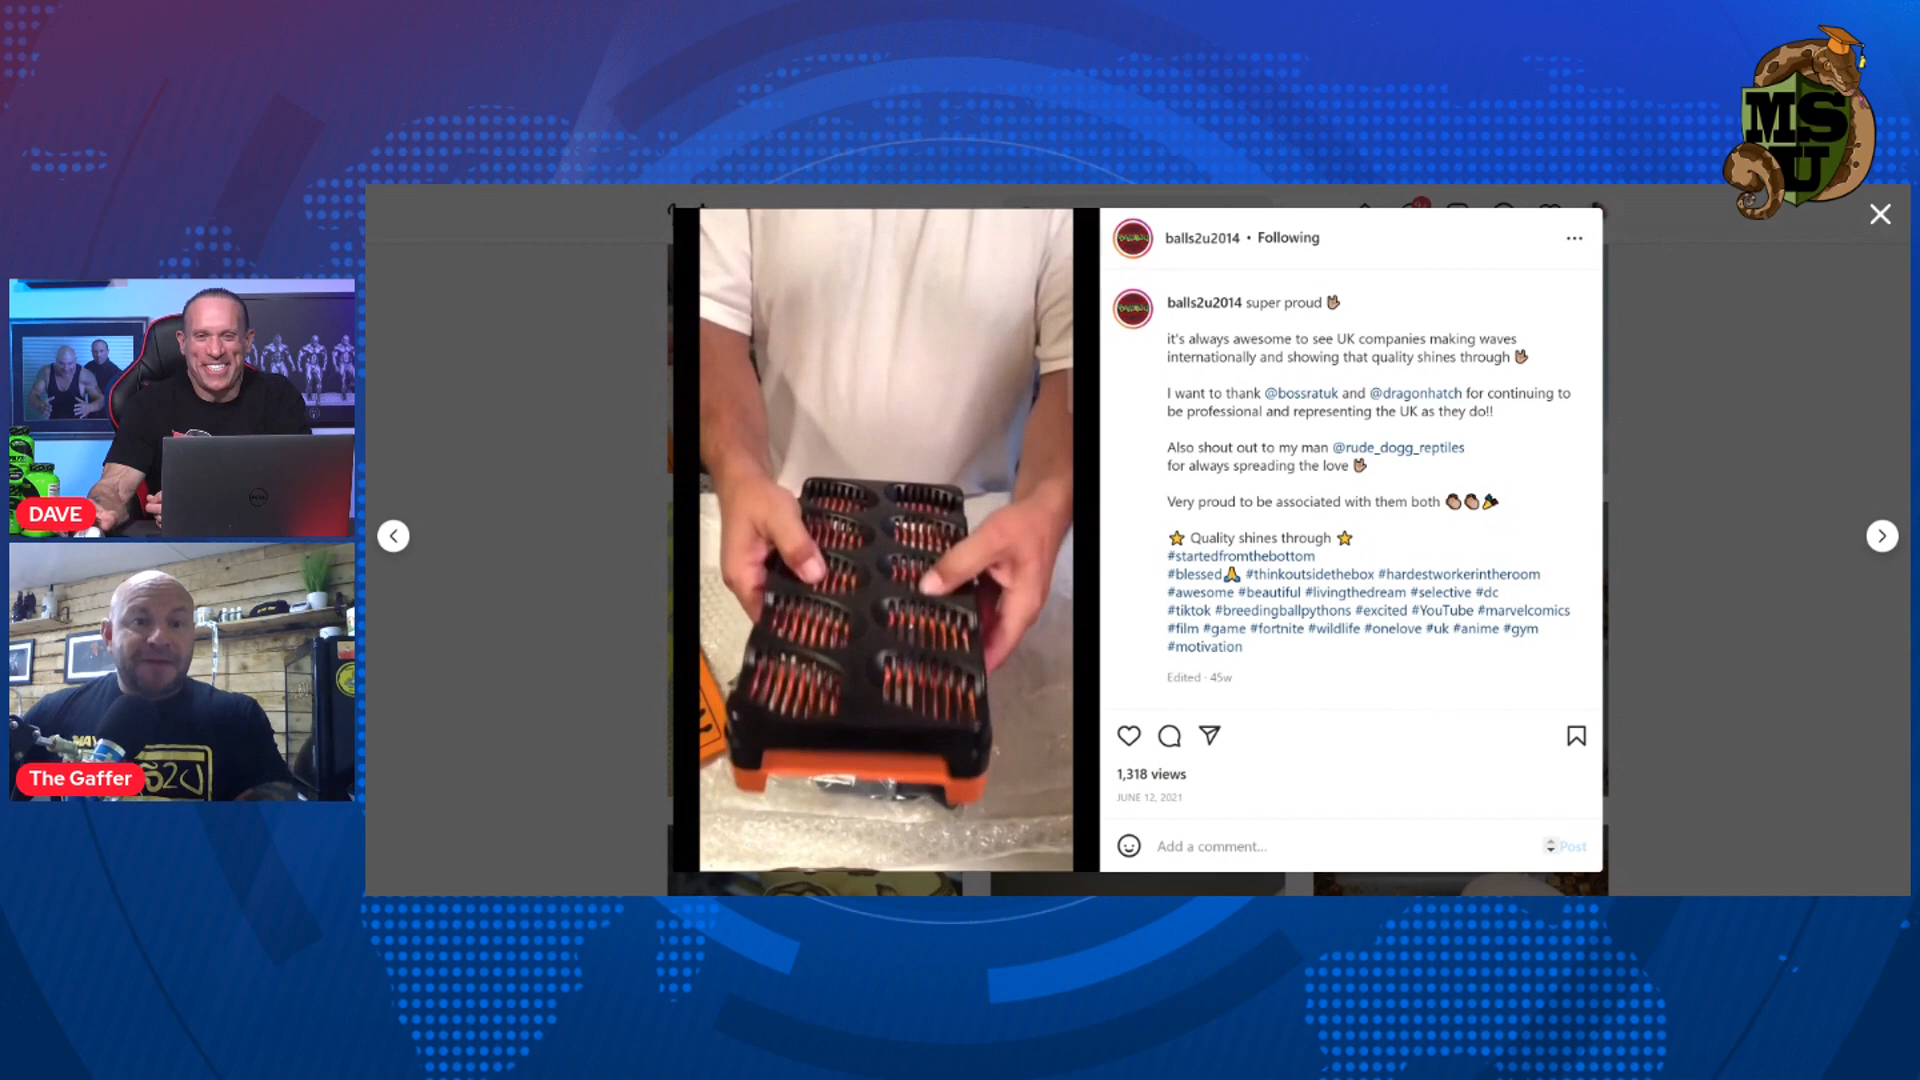 MS
U
balls2u2014 • Following
balls2u2014 super proud
it's always awesome to see UK companies making waves
internationally and showing that quality shines through
I want to thank @bossratuk and @dragonhatch for continuing to
be professional and representing the UK as they do!!
Also shout out to my man @rude_dogg_reptiles
for always spreading the love
Very proud to be associated with them both
Quality shines through
#startedfromthebottom
#blessed🙏 #thinkoutsidethebox #hardestworkerintheroom
#awesome #beautiful #livingthedream #selective #dc
#tiktok #breedingballpythons #excited #YouTube #marvelcomics
#film #game #fortnite #wildlife #onelove #uk #anime #gym
#motivation
Edited · 45w
1,318 views
JUNE 12, 2021
Add a comment...
Post
DAVE
DELL
The Gaffer